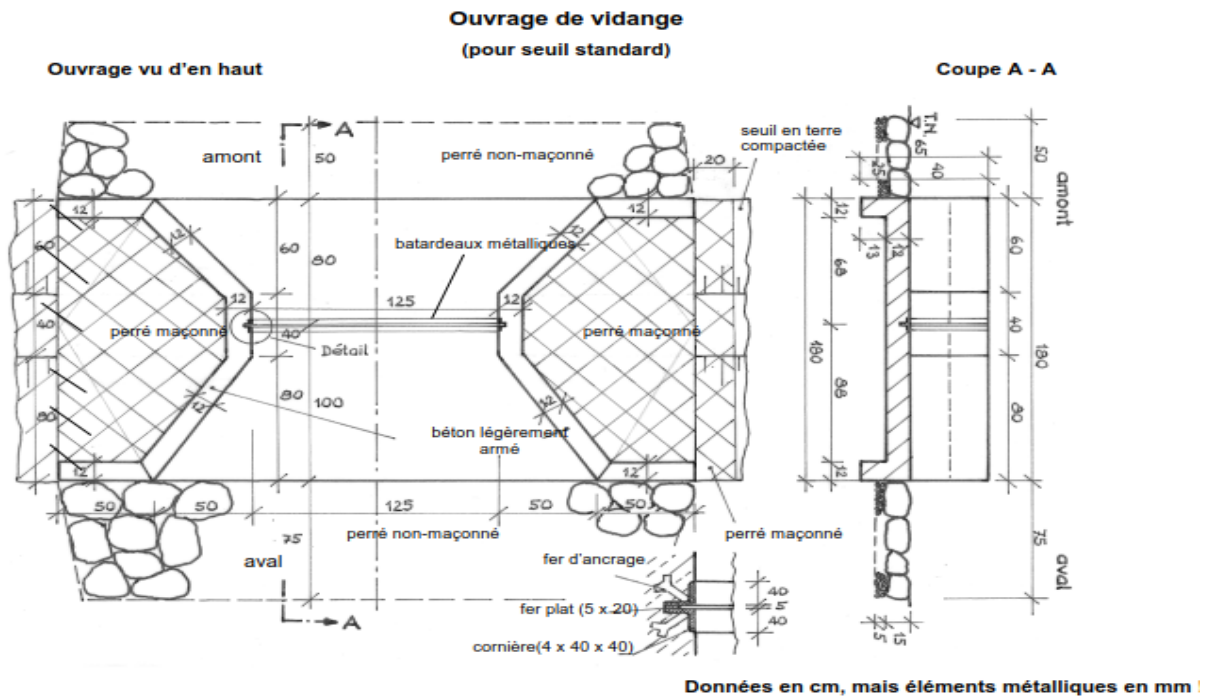 Ouvrage de vidange
(pour seuil standard)
Ouvrage vu d'en haut
Coupe A - A
A
amont
50
perré non-maçonné
seuil en terre
compactée
20
T.N.
65
25
40
50
amont
12
12
12
12
12
60
60
80
batardeaux métalliques
13
12
68
60
12
125
12
40
perré maçonné
40
perré maçonné
Détail
180
40
180
80
80
100
88
80
12
12
béton légèrement
armé
12
12
12
50
50
125
50
50
perré non-maçonné
perré maçonné
75
75
aval
aval
fer d'ancrage
40
fer plat (5 x 20)
5
40
A
cornière(4 x 40 x 40)
5
15
Données en cm, mais éléments métalliques en mm !